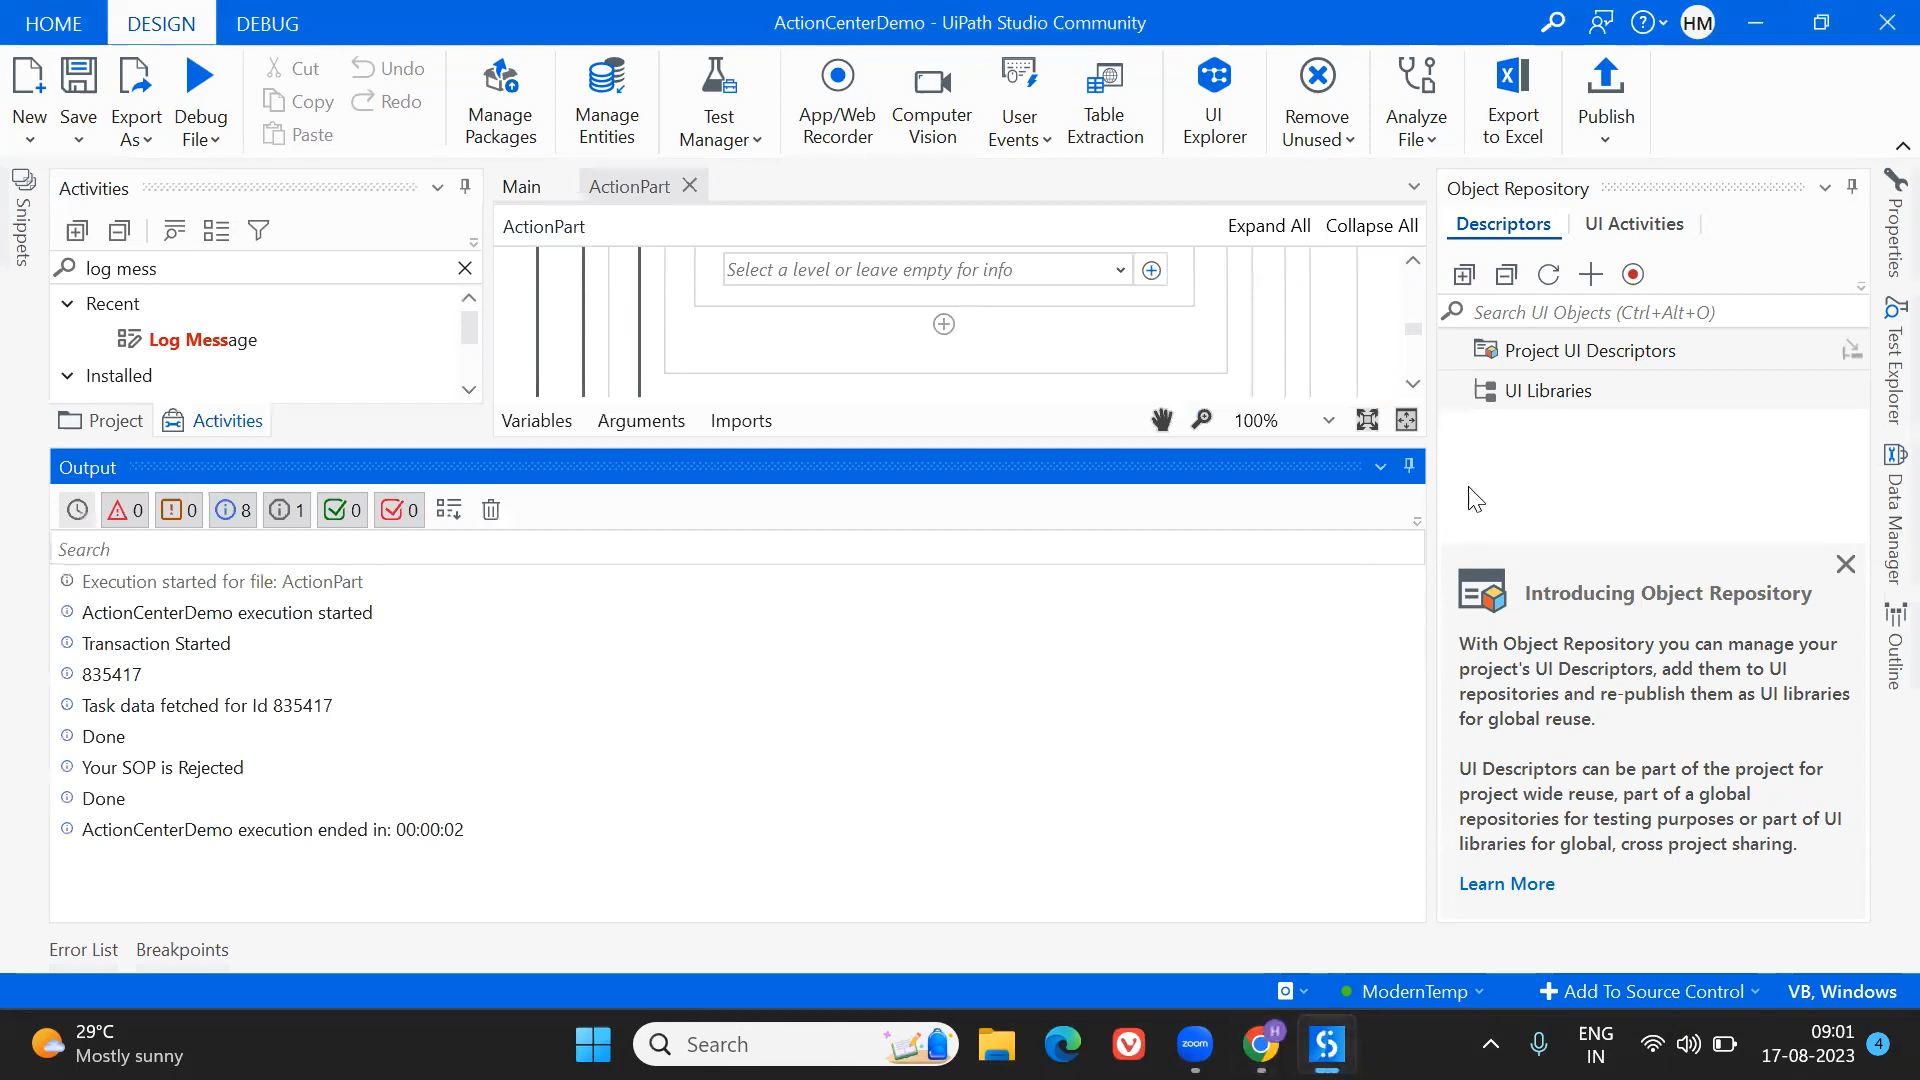 HOME
DESIGN
DEBUG
ActionCenterDemo - UiPath Studio Community
HM
New
Save
Export As
Debug File
Cut
Copy
Paste
Undo
Redo
Manage Packages
Manage Entities
Test Manager
App/Web Recorder
Computer Vision
User Events
Table Extraction
UI Explorer
Remove Unused
Analyze File
Export to Excel
Publish
Snippets
Activities
log mess
Recent
Log Message
Installed
Project
Activities
Main
ActionPart
ActionPart
Expand All
Collapse All
Select a level or leave empty for info
Variables
Arguments
Imports
100%
Object Repository
Descriptors
UI Activities
Search UI Objects (Ctrl+Alt+O)
Project UI Descriptors
UI Libraries
Properties
Test Explorer
Data Manager
Outline
Output
0
0
8
1
0
0
Search
Execution started for file: ActionPart
ActionCenterDemo execution started
Transaction Started
835417
Task data fetched for Id 835417
Done
Your SOP is Rejected
Done
ActionCenterDemo execution ended in: 00:00:02
Introducing Object Repository
With Object Repository you can manage your
project's UI Descriptors, add them to UI
repositories and re-publish them as UI libraries
for global reuse.
UI Descriptors can be part of the project for
project wide reuse, part of a global
repositories for testing purposes or part of UI
libraries for global, cross project sharing.
Learn More
Error List
Breakpoints
ModernTemp
Add To Source Control
VB, Windows
29°C
Mostly sunny
Search
zoom
H
ENG
IN
09:01
17-08-2023
4